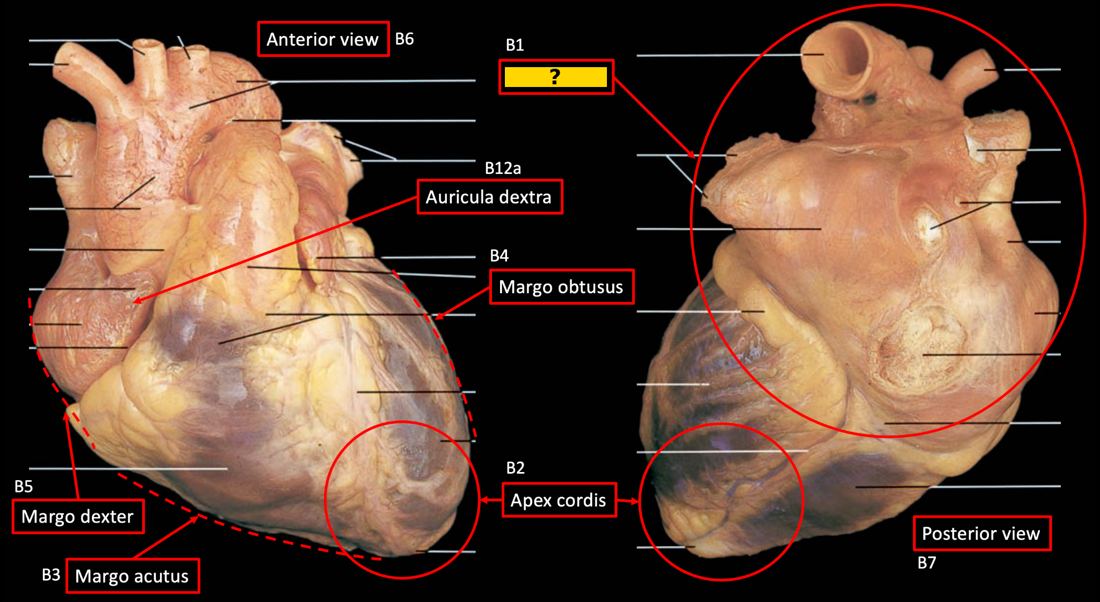 Anterior view B6
B1
?
B12a
Auricula dextra
B4
Margo obtusus
B2
Apex cordis
B5
Margo dexter
B3 Margo acutus
Posterior view
B7